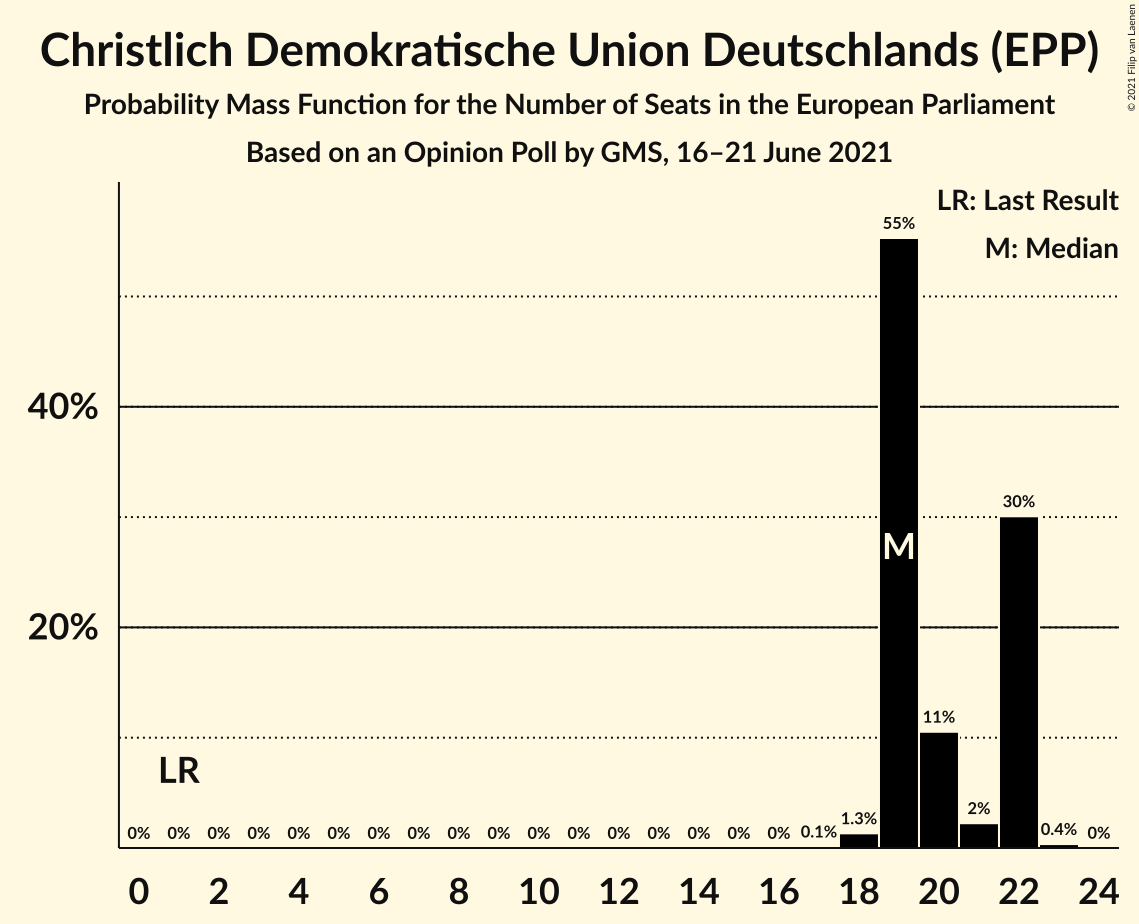 Christlich Demokratische Union Deutschlands (EPP)
Probability Mass Function for the Number of Seats in the European Parliament
Based on an Opinion Poll by GMS, 16–21 June 2021
© 2021 Filip van Laenen
LR: Last Result
M: Median
55%
40%
30%
M
20%
11%
LR
0% 0% 0% 0% 0% 0% 0% 0% 0% 0% 0% 0% 0% 0% 0% 0% 0% 0.1% 1.3% 2% 0.4% 0%
0 2 4 6 8 10 12 14 16 18 20 22 24